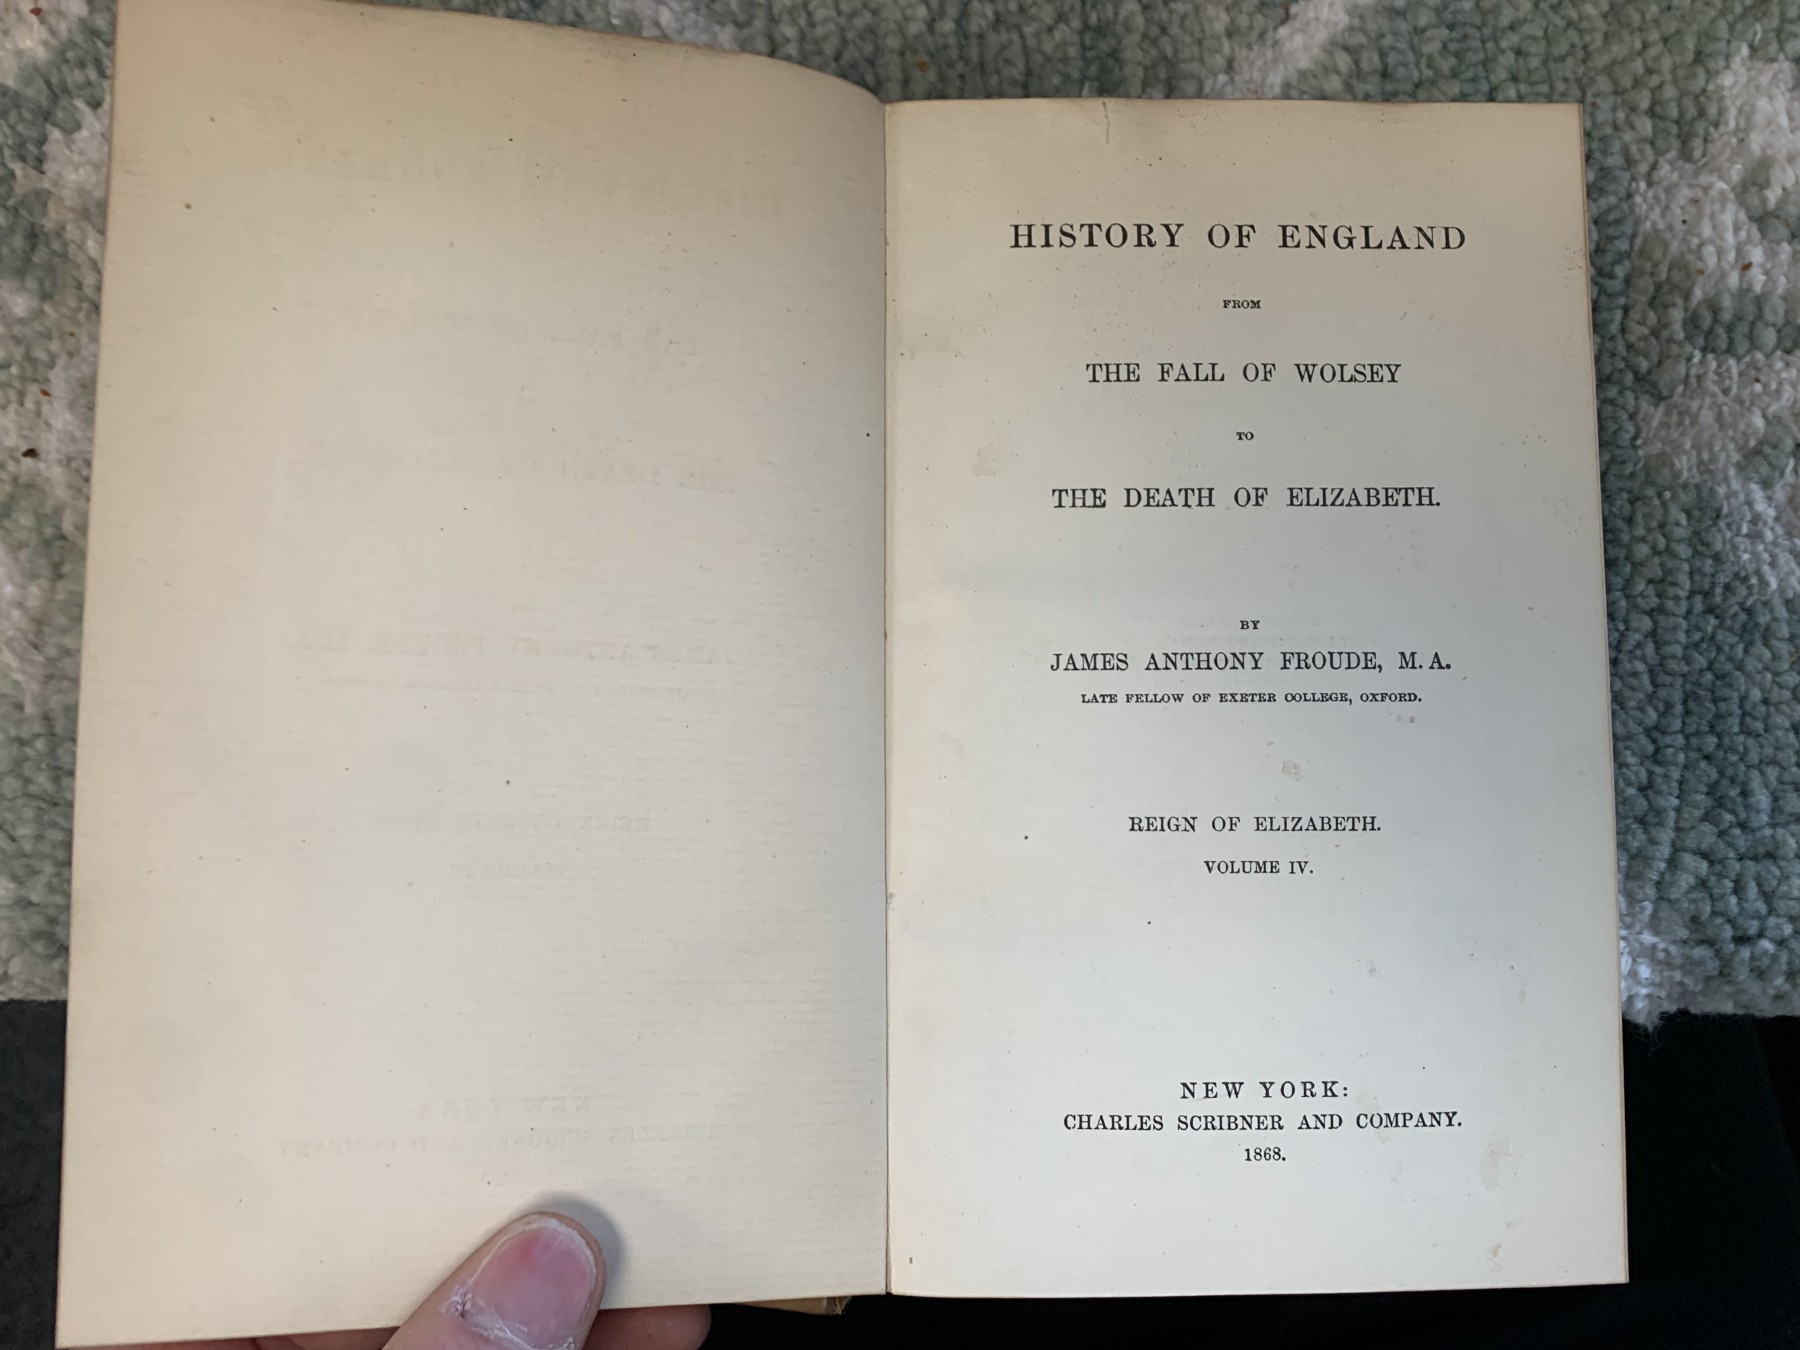 HISTORY OF ENGLAND
FROM
THE FALL OF WOLSEY
TO
THE DEATH OF ELIZABETH.
BY
JAMES ANTHONY FROUDE, M.A.
LATE FELLOW OF EXETER COLLEGE, OXFORD.
REIGN OF ELIZABETH.
VOLUME IV.
NEW YORK:
CHARLES SCRIBNER AND COMPANY.
1868.